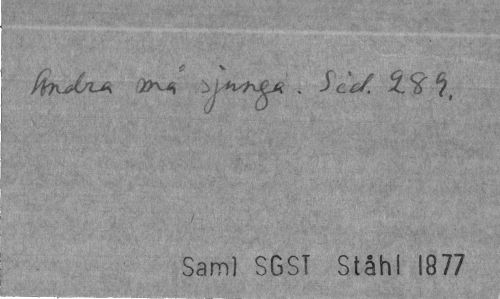 Andra må sjunga. Sid. 289.
Saml SGST Ståhl 1877